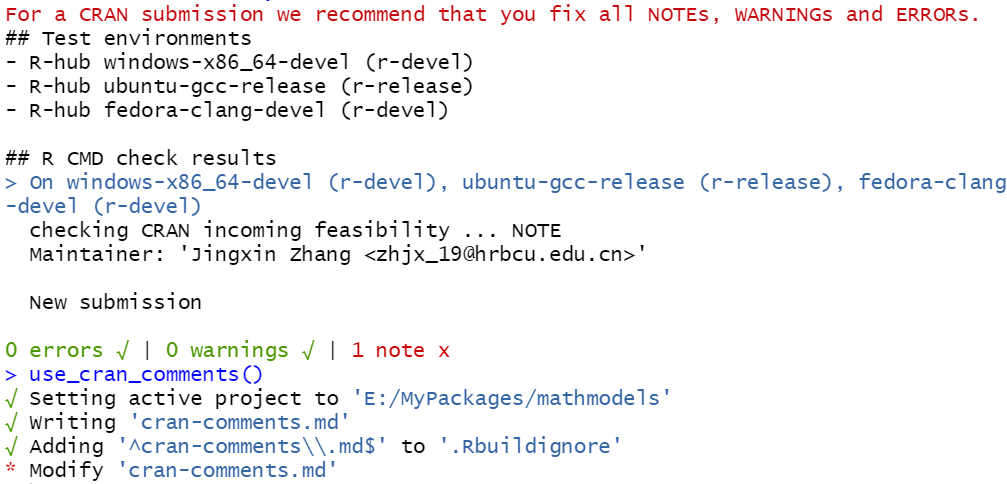 For a CRAN submission we recommend that you fix all NOTEs, WARNINGs and ERRORs.
## Test environments
- R-hub windows-x86_64-devel (r-devel)
- R-hub ubuntu-gcc-release (r-release)
- R-hub fedora-clang-devel (r-devel)
## R CMD check results
> On windows-x86_64-devel (r-devel), ubuntu-gcc-release (r-release), fedora-clang
-devel (r-devel)
checking CRAN incoming feasibility ... NOTE
Maintainer: 'Jingxin Zhang <zhjx_19@hrbcu.edu.cn>'
New submission
0 errors √ | 0 warnings √ | 1 note x
> use_cran_comments()
√ Setting active project to 'E:/MyPackages/mathmodels'
√ Writing 'cran-comments.md'
√ Adding '^cran-comments\\.md$' to '.Rbuildignore'
* Modify 'cran-comments.md'